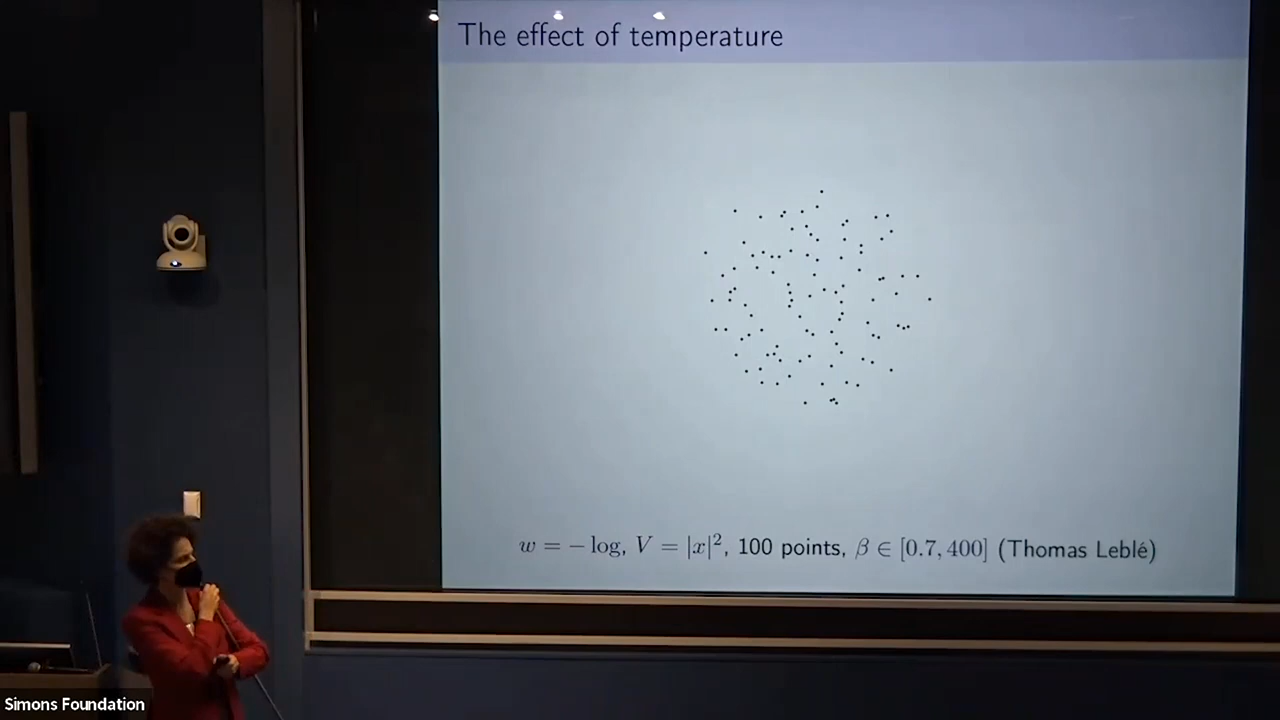 The effect of temperature
w = − log, V = |x|², 100 points, β ∈ [0.7, 400] (Thomas Leblé)
Simons Foundation